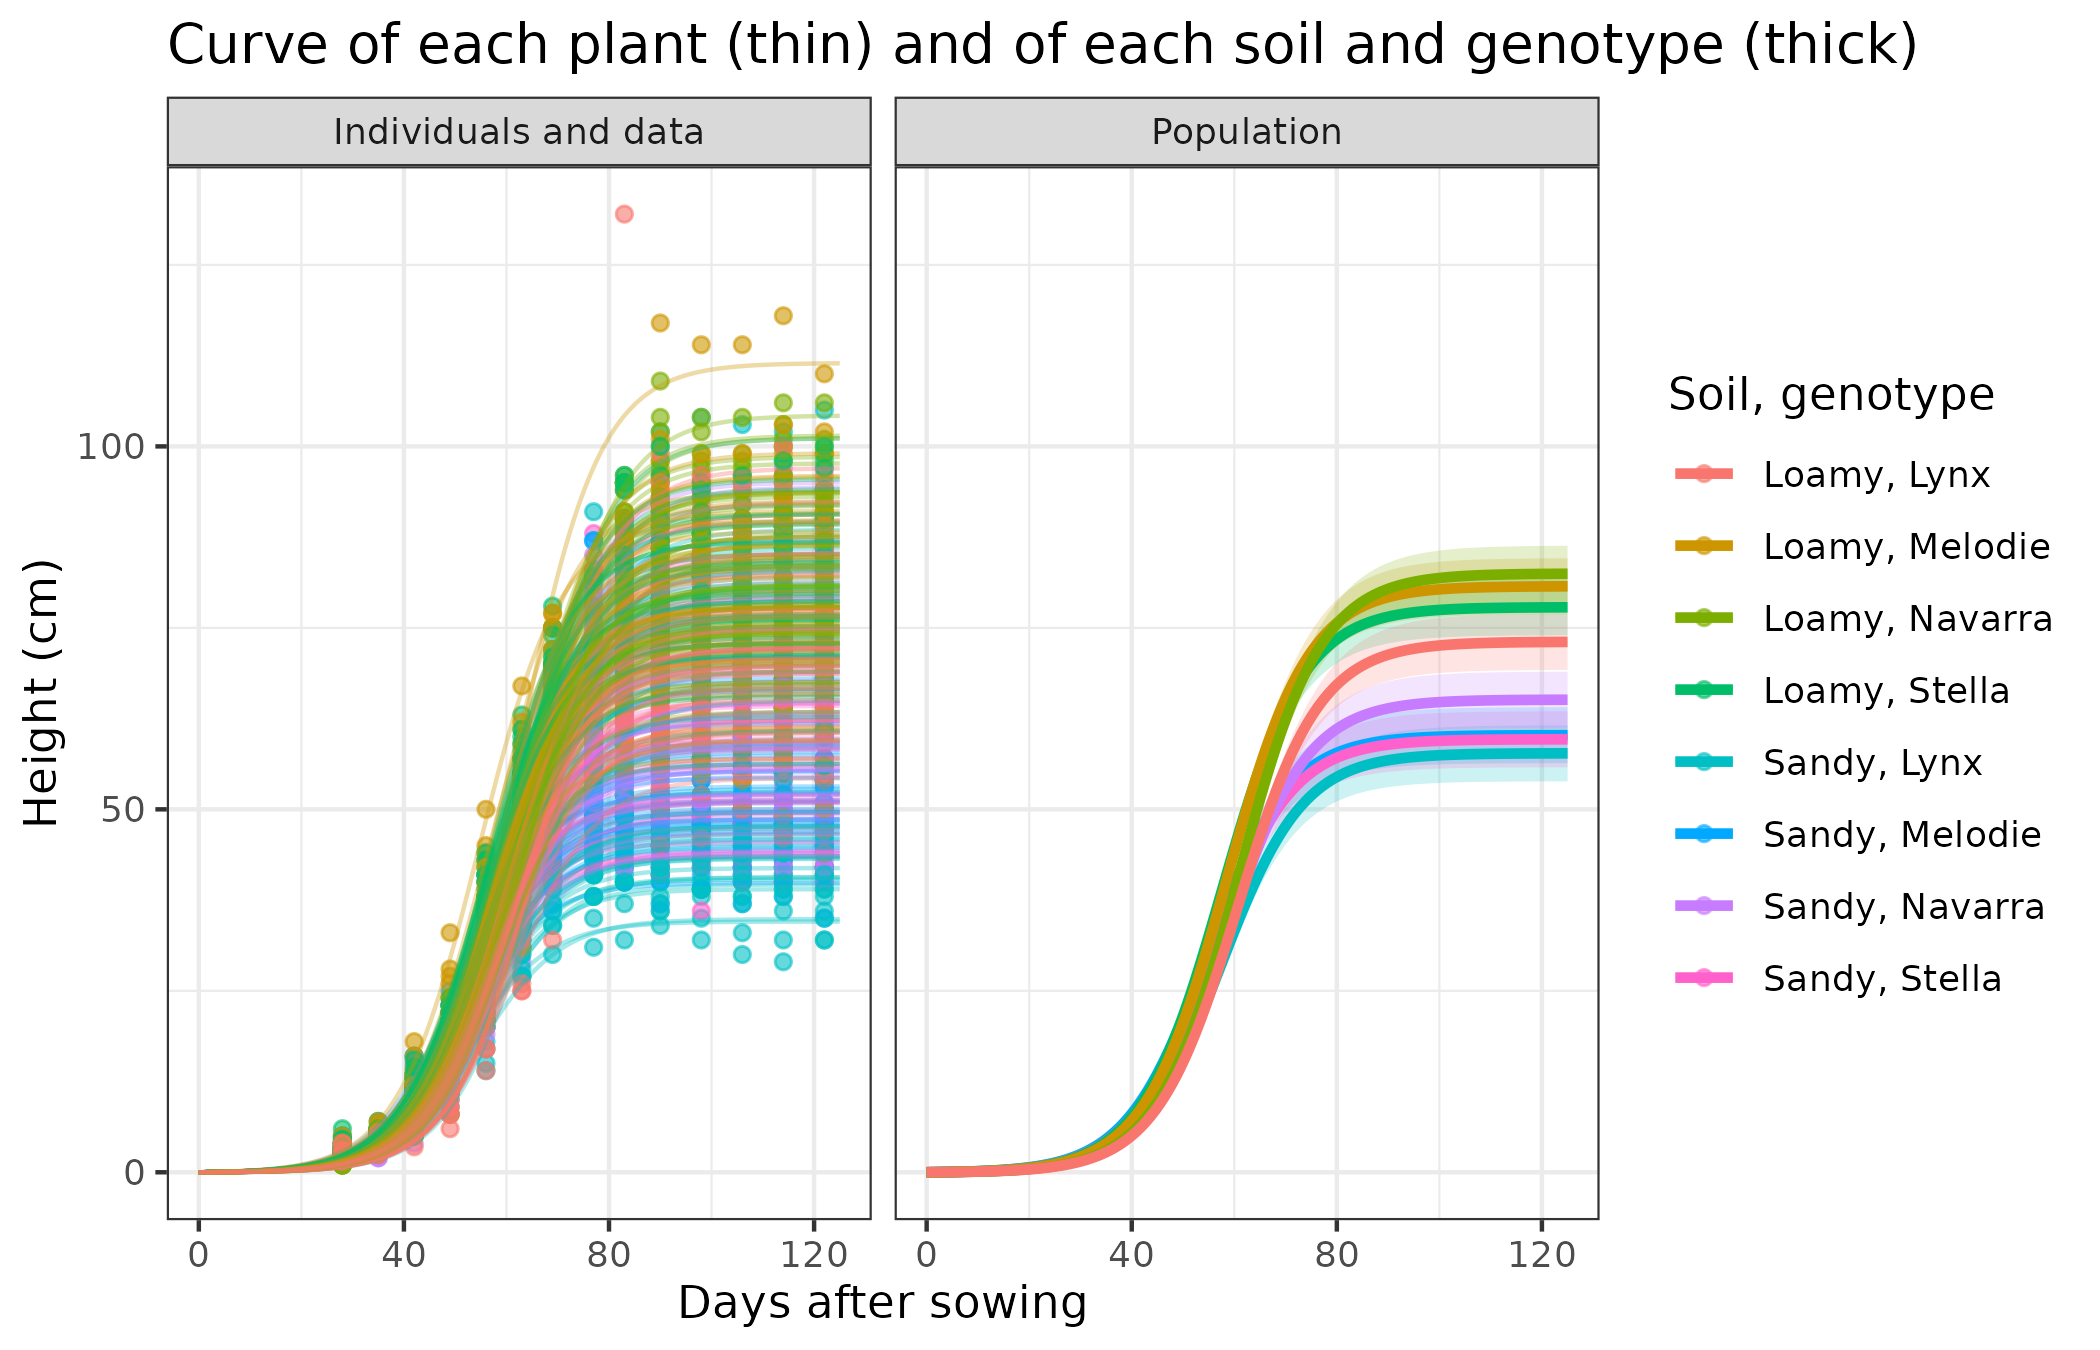 Curve of each plant (thin) and of each soil and genotype (thick)
Individuals and data
Population
Height (cm)
100
50
0
0 40 80 120
0 40 80 120
Days after sowing
Soil, genotype
Loamy, Lynx
Loamy, Melodie
Loamy, Navarra
Loamy, Stella
Sandy, Lynx
Sandy, Melodie
Sandy, Navarra
Sandy, Stella